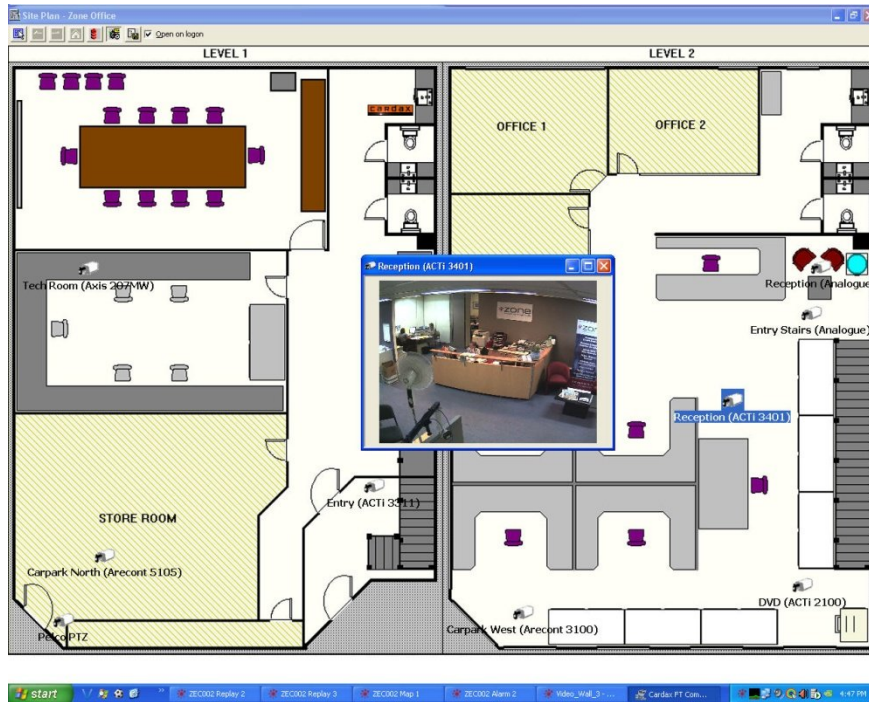 Site Plan - Zone Office
Open on logon
LEVEL 1
LEVEL 2
cardax
OFFICE 1
OFFICE 2
Tech Room (Axis 207MW)
Reception (ACTi 3401)
zone
Reception (Analogue
Entry Stairs (Analogue)
Reception (ACTi 3401)
Entry (ACTi 3311)
STORE ROOM
Carpark North (Arecont 5105)
Pelco PTZ
Carpark West (Arecont 3100)
DVD (ACTi 2100)
start
ZEC002 Replay 2
ZEC002 Replay 3
ZEC002 Map 1
ZEC002 Alarm 2
Video_Wall_3 - ...
Cardax FT Com...
4:47 PM